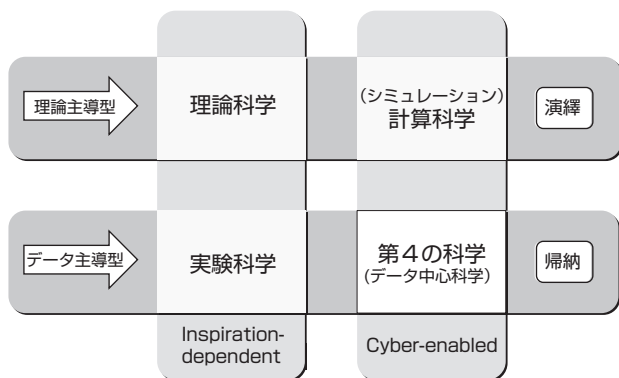 理論主導型
理論科学
（シミュレーション）
計算科学
演繹
データ主導型
実験科学
第４の科学
(データ中心科学）
帰納
Inspiration-
dependent
Cyber-enabled